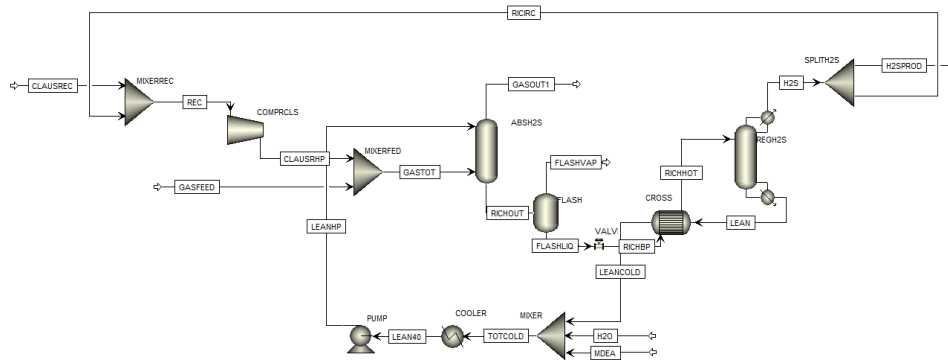 RICIRC
SPLITH2S
CLAUSREC
MIXERREC
H2SPROD
H2S
GASOUT1
REC
COMPRCLS
ABSH2S
REGH2S
MIXERFED
CLAUSRHP
FLASHVAP
GASTOT
RICHHOT
GASFEED
FLASH
CROSS
RICHOUT
LEAN
LEANHP
VALV
FLASHLIQ
RICHBP
LEANCOLD
PUMP
COOLER
MIXER
LEAN40
TOTCOLD
H2O
MDEA